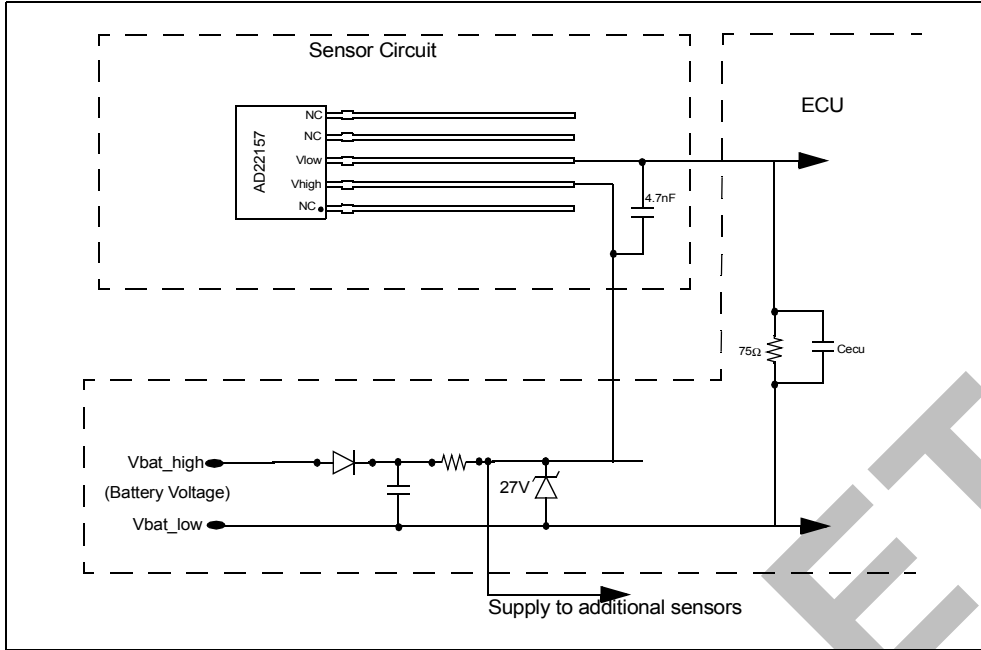 Sensor Circuit
ECU
AD22157
NC
NC
Vlow
Vhigh
NC
4.7nF
75Ω
Cecu
Vbat_high
(Battery Voltage)
Vbat_low
27V
Supply to additional sensors
ET